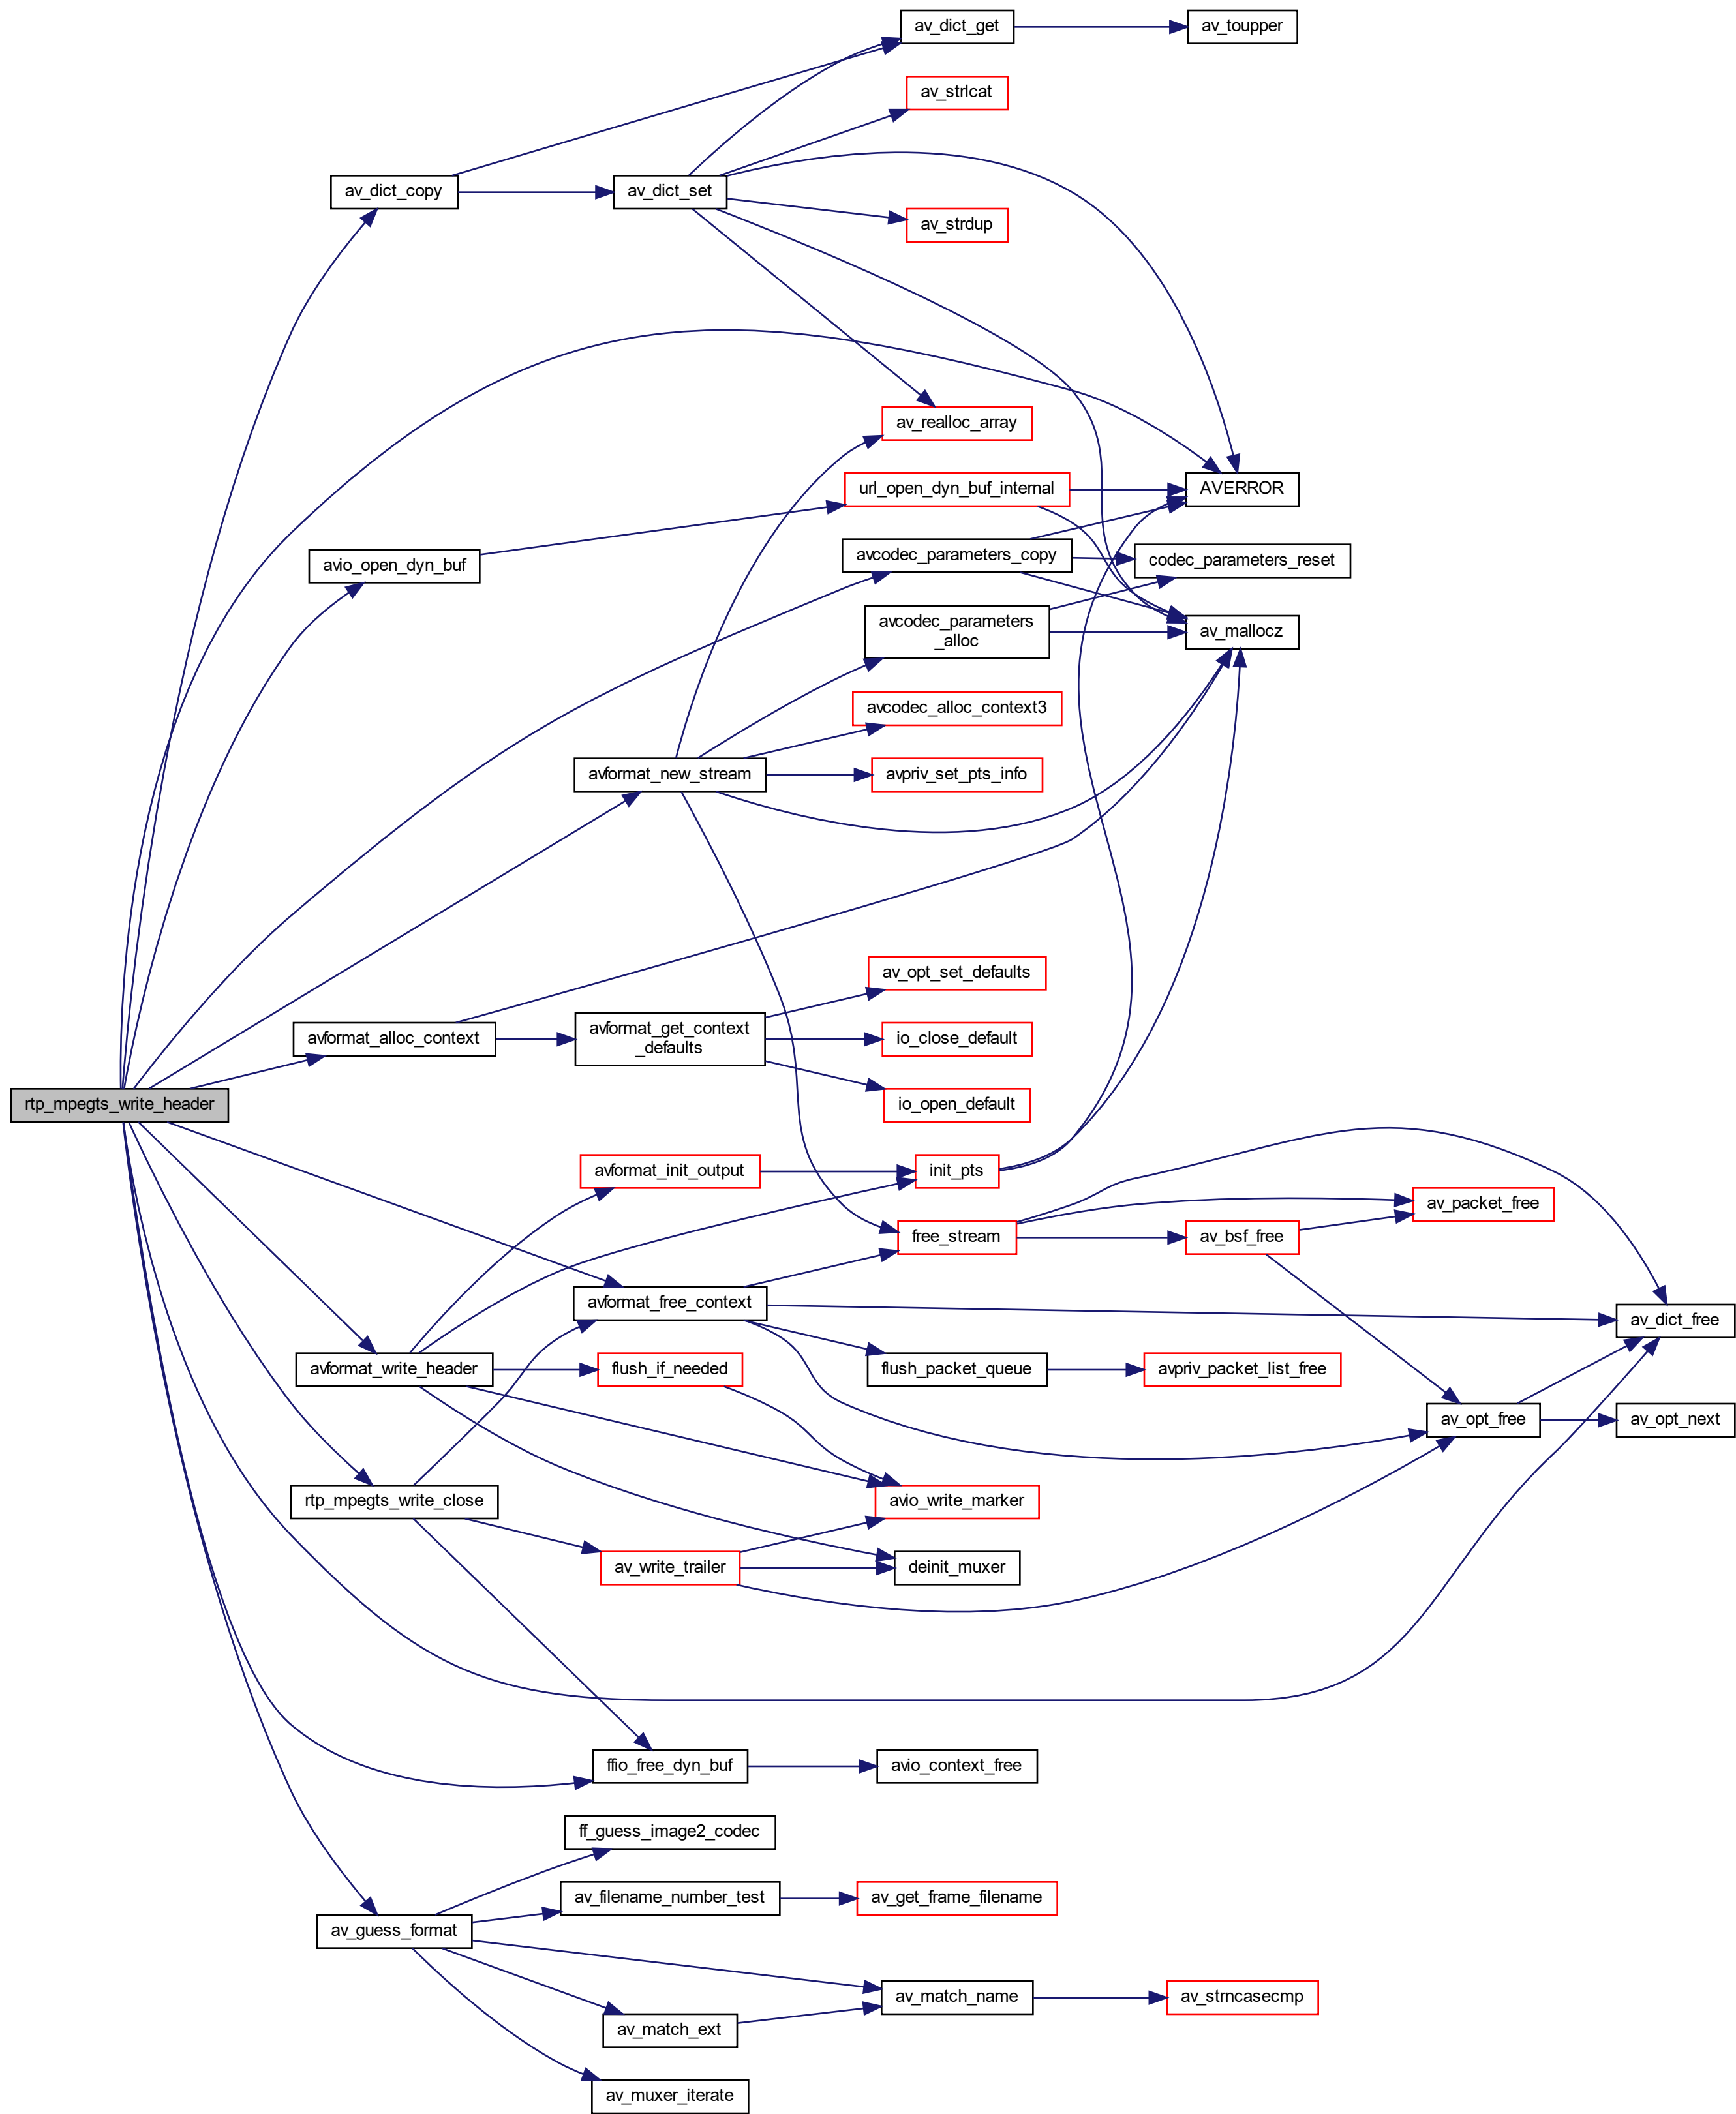 av_dict_get
av_toupper
av_strlcat
av_dict_copy
av_dict_set
av_strdup
av_realloc_array
url_open_dyn_buf_internal
AVERROR
avcodec_parameters_copy
codec_parameters_reset
avio_open_dyn_buf
avcodec_parameters
_alloc
av_mallocz
avcodec_alloc_context3
avformat_new_stream
avpriv_set_pts_info
av_opt_set_defaults
avformat_alloc_context
avformat_get_context
_defaults
io_close_default
rtp_mpegts_write_header
io_open_default
avformat_init_output
init_pts
av_packet_free
free_stream
av_bsf_free
avformat_free_context
av_dict_free
avformat_write_header
flush_if_needed
flush_packet_queue
avpriv_packet_list_free
av_opt_free
av_opt_next
rtp_mpegts_write_close
avio_write_marker
av_write_trailer
deinit_muxer
ffio_free_dyn_buf
avio_context_free
ff_guess_image2_codec
av_filename_number_test
av_get_frame_filename
av_guess_format
av_match_name
av_strncasecmp
av_match_ext
av_muxer_iterate